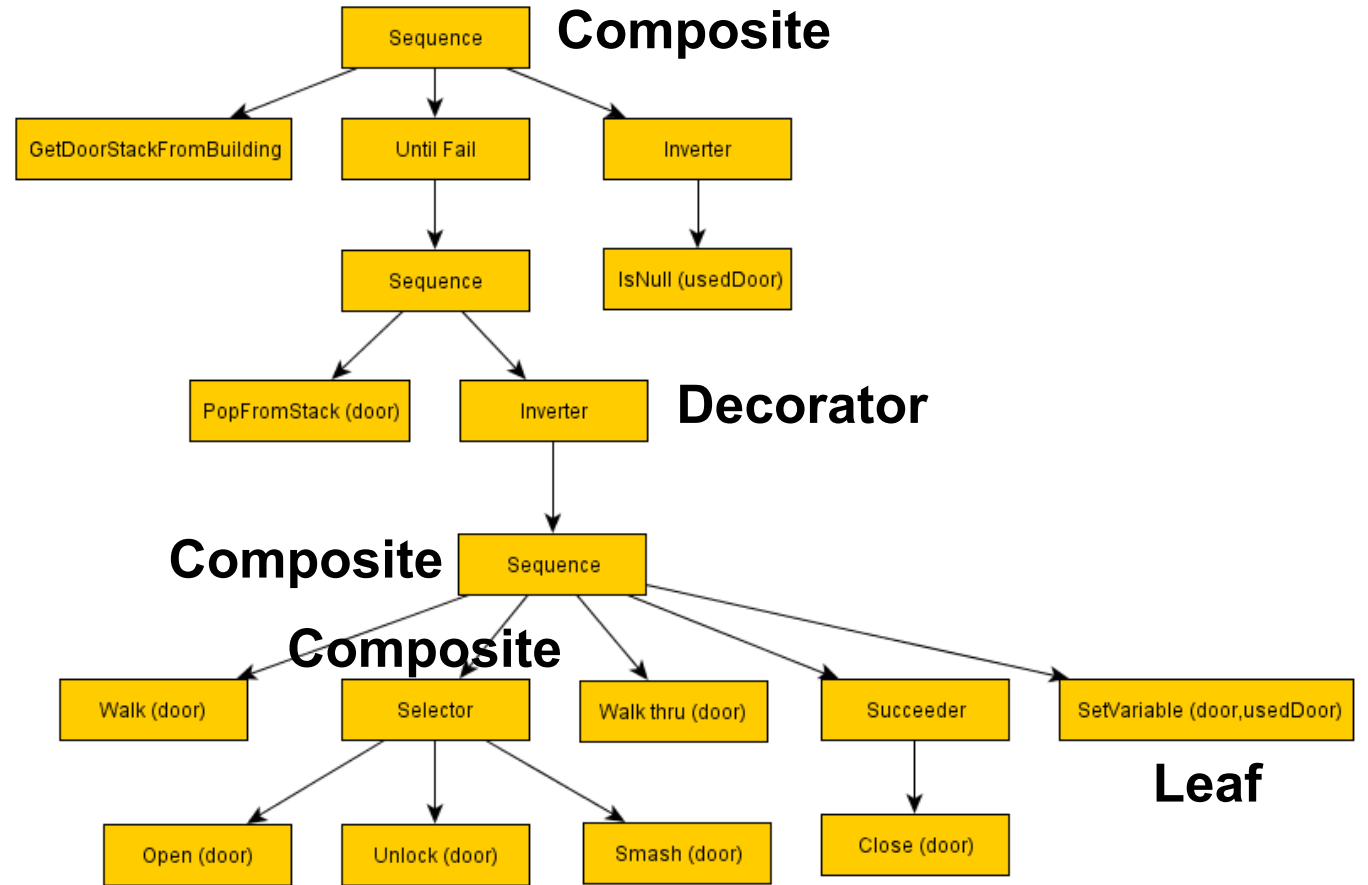 Sequence
Composite
GetDoorStackFromBuilding
Until Fail
Inverter
Sequence
IsNull (usedDoor)
PopFromStack (door)
Inverter
Decorator
Composite
Sequence
Composite
Walk (door)
Selector
Walk thru (door)
Succeeder
SetVariable (door,usedDoor)
Leaf
Open (door)
Unlock (door)
Smash (door)
Close (door)